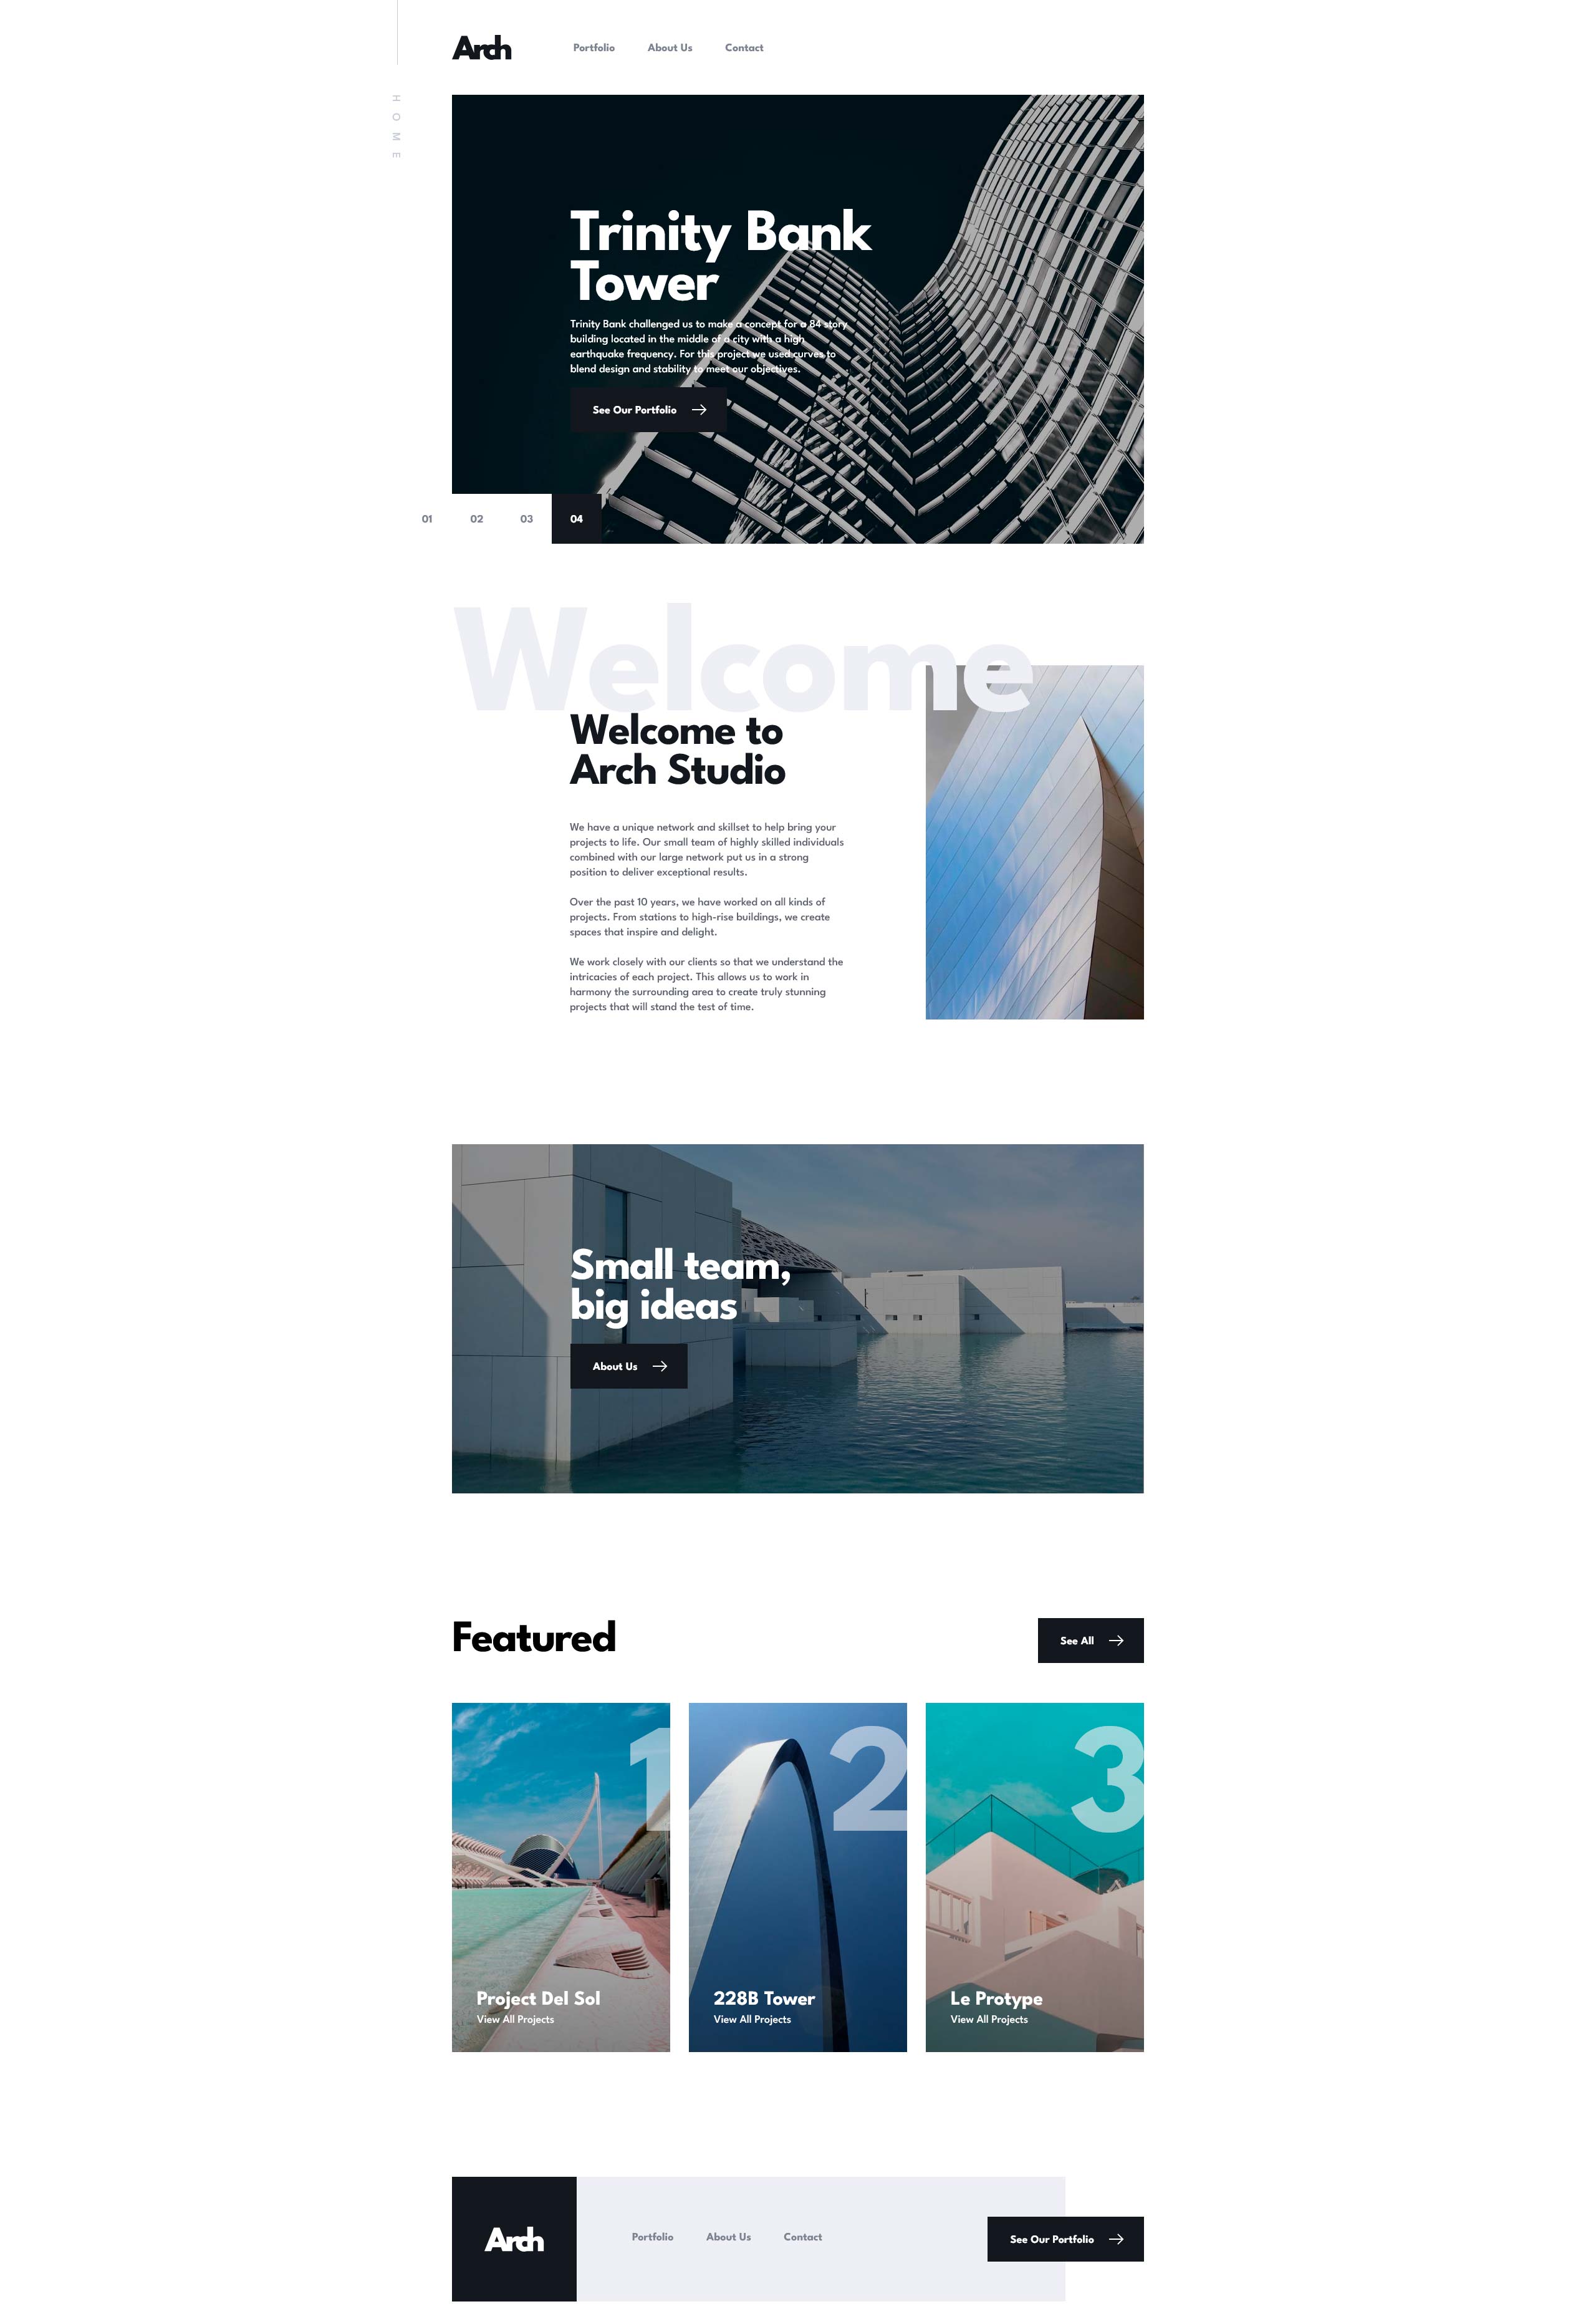 Arch
Portfolio About Us Contact
HOME
Trinity Bank
Tower
Trinity Bank challenged us to make a concept for a 84 story
building located in the middle of a city with a high
earthquake frequency. For this project we used curves to
blend design and stability to meet our objectives.
See Our Portfolio
01 02 03 04
Welcome
Welcome to
Arch Studio
We have a unique network and skillset to help bring your
projects to life. Our small team of highly skilled individuals
combined with our large network put us in a strong
position to deliver exceptional results.
Over the past 10 years, we have worked on all kinds of
projects. From stations to high-rise buildings, we create
spaces that inspire and delight.
We work closely with our clients so that we understand the
intricacies of each project. This allows us to work in
harmony the surrounding area to create truly stunning
projects that will stand the test of time.
Small team,
big ideas
About Us
Featured
See All
1
Project Del Sol
View All Projects
2
228B Tower
View All Projects
3
Le Protype
View All Projects
Arch
Portfolio About Us Contact
See Our Portfolio